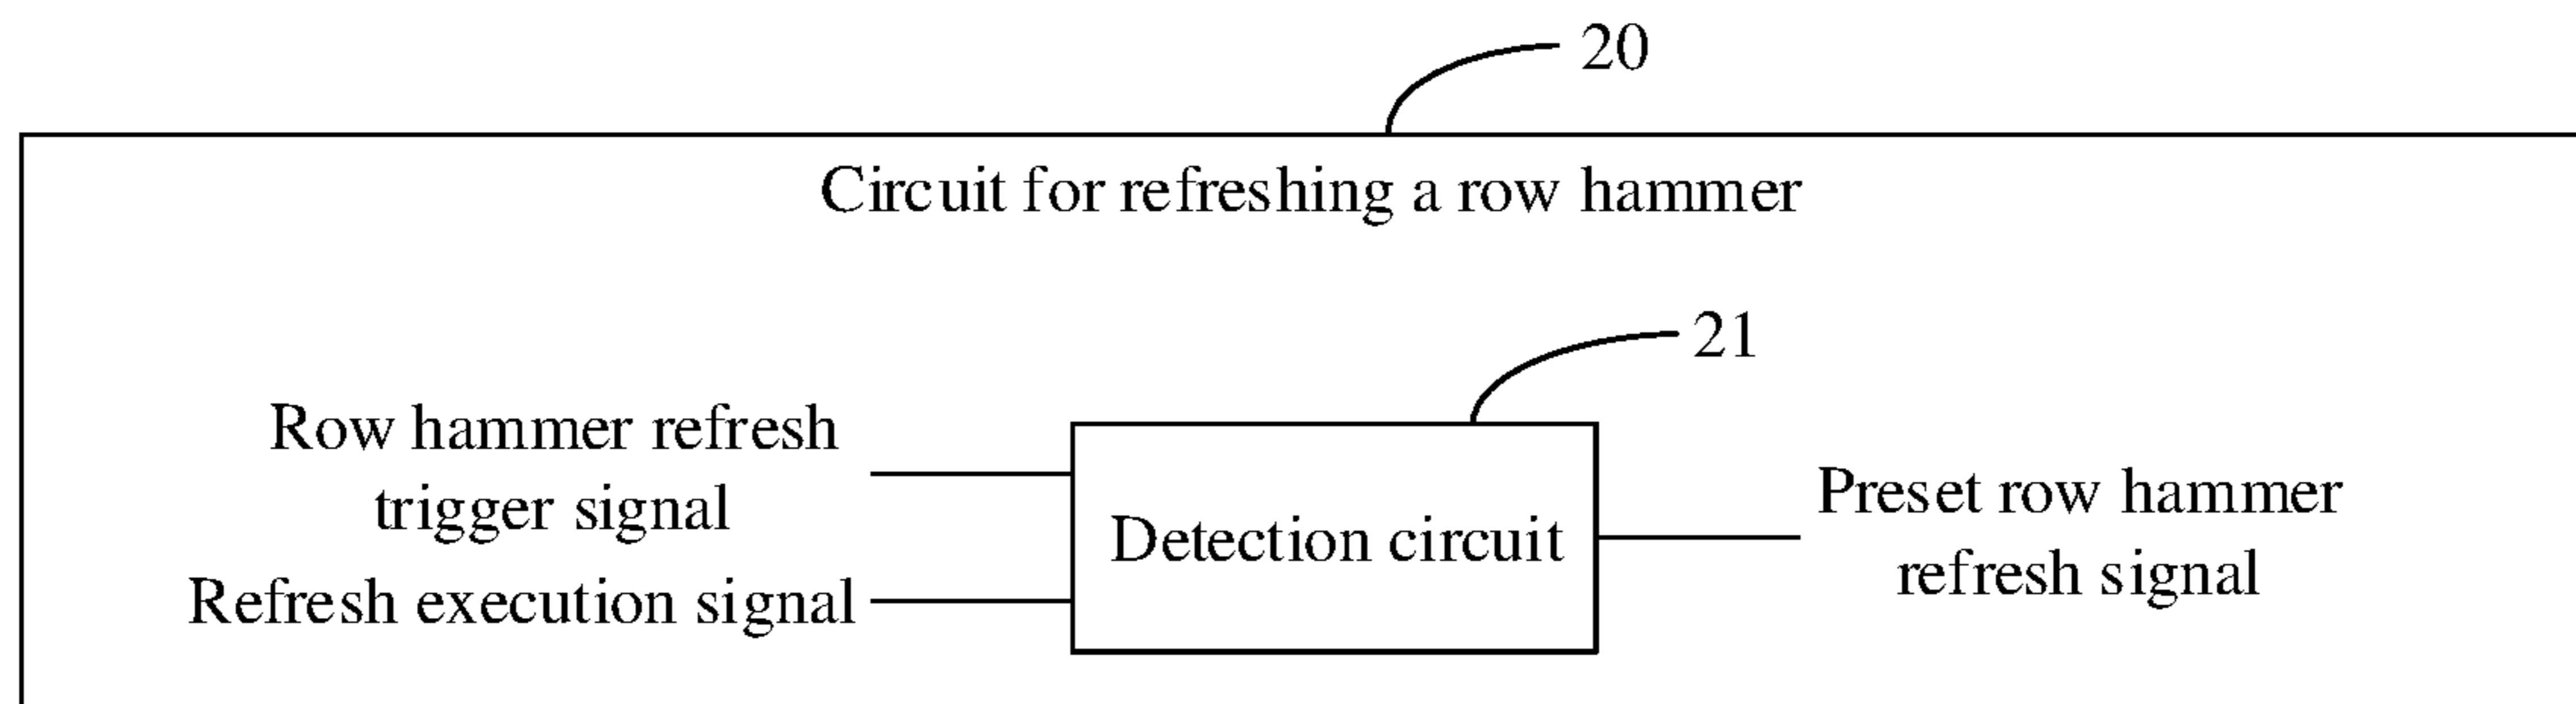 20
Circuit for refreshing a row hammer
21
Row hammer refresh
trigger signal
Refresh execution signal
Detection circuit
Preset row hammer
refresh signal